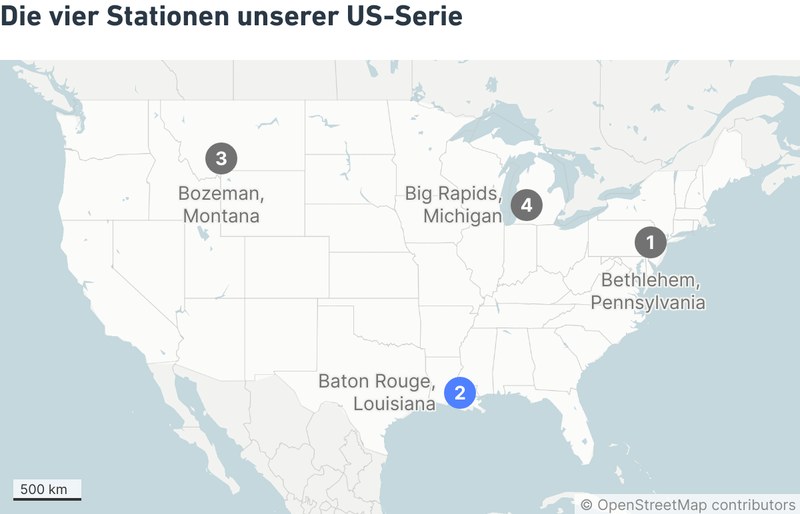 Die vier Stationen unserer US-Serie
3
Bozeman,
Montana
Big Rapids,
Michigan
4
1
Bethlehem,
Pennsylvania
Baton Rouge,
Louisiana
2
500 km
© OpenStreetMap contributors